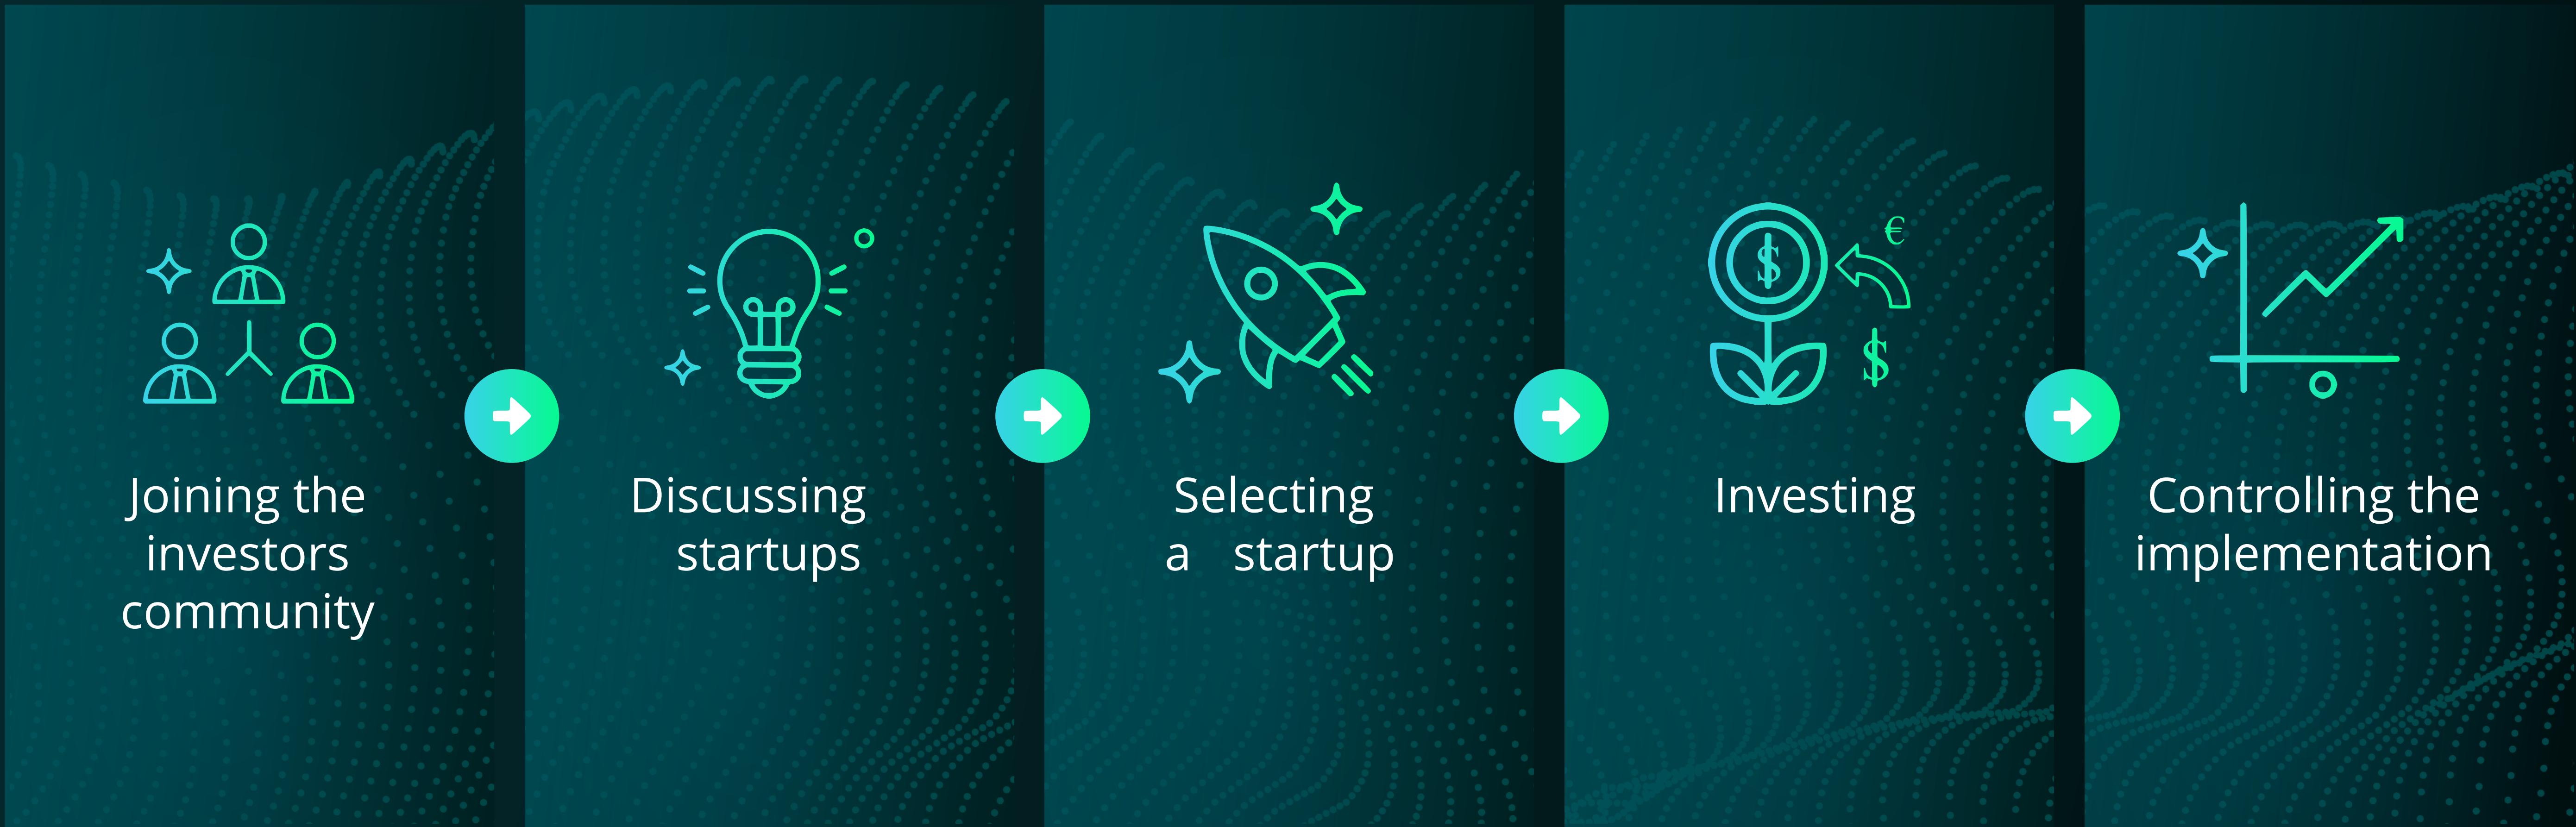 Joining the
investors
community
Discussing
startups
Selecting
a startup
Investing
Controlling the
implementation
$
€
$